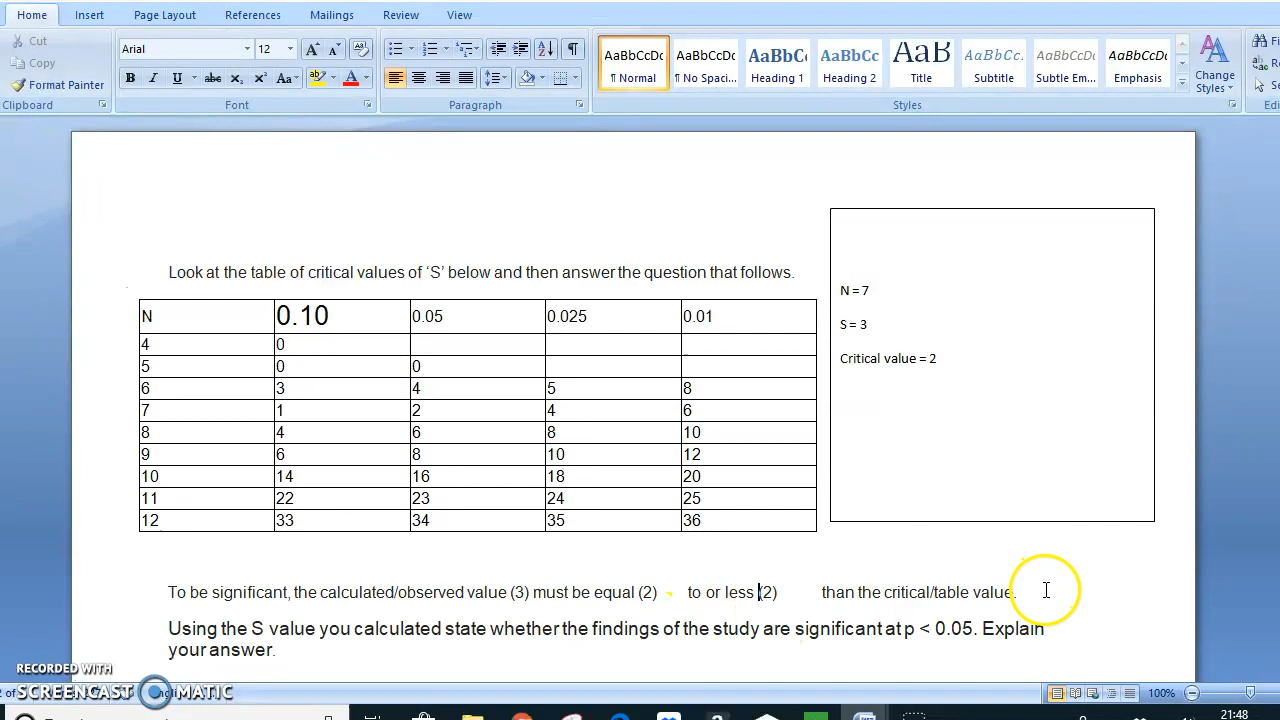 Home Insert Page Layout References Mailings Review View
Cut
Copy
Format Painter
Clipboard
Arial 12
B I U abc x₂ x² Aa ab A
Font
Paragraph
AaBbCcDc AaBbCcDc AaBbCc AaBbCc AaB AaBbCc. AaBbCcDc AaBbCcDc
¶ Normal ¶ No Spaci... Heading 1 Heading 2 Title Subtitle Subtle Em... Emphasis
Change
Styles
Styles
Look at the table of critical values of ‘S’ below and then answer the question that follows.
N 0.10 0.05 0.025 0.01
4 0
5 0 0
6 3 4 5 8
7 1 2 4 6
8 4 6 8 10
9 6 8 10 12
10 14 16 18 20
11 22 23 24 25
12 33 34 35 36
N = 7
S = 3
Critical value = 2
To be significant, the calculated/observed value (3) must be equal (2) to or less (2) than the critical/table value.
Using the S value you calculated state whether the findings of the study are significant at p < 0.05. Explain
your answer.
RECORDED WITH
SCREENCAST MATIC
100%
21:48